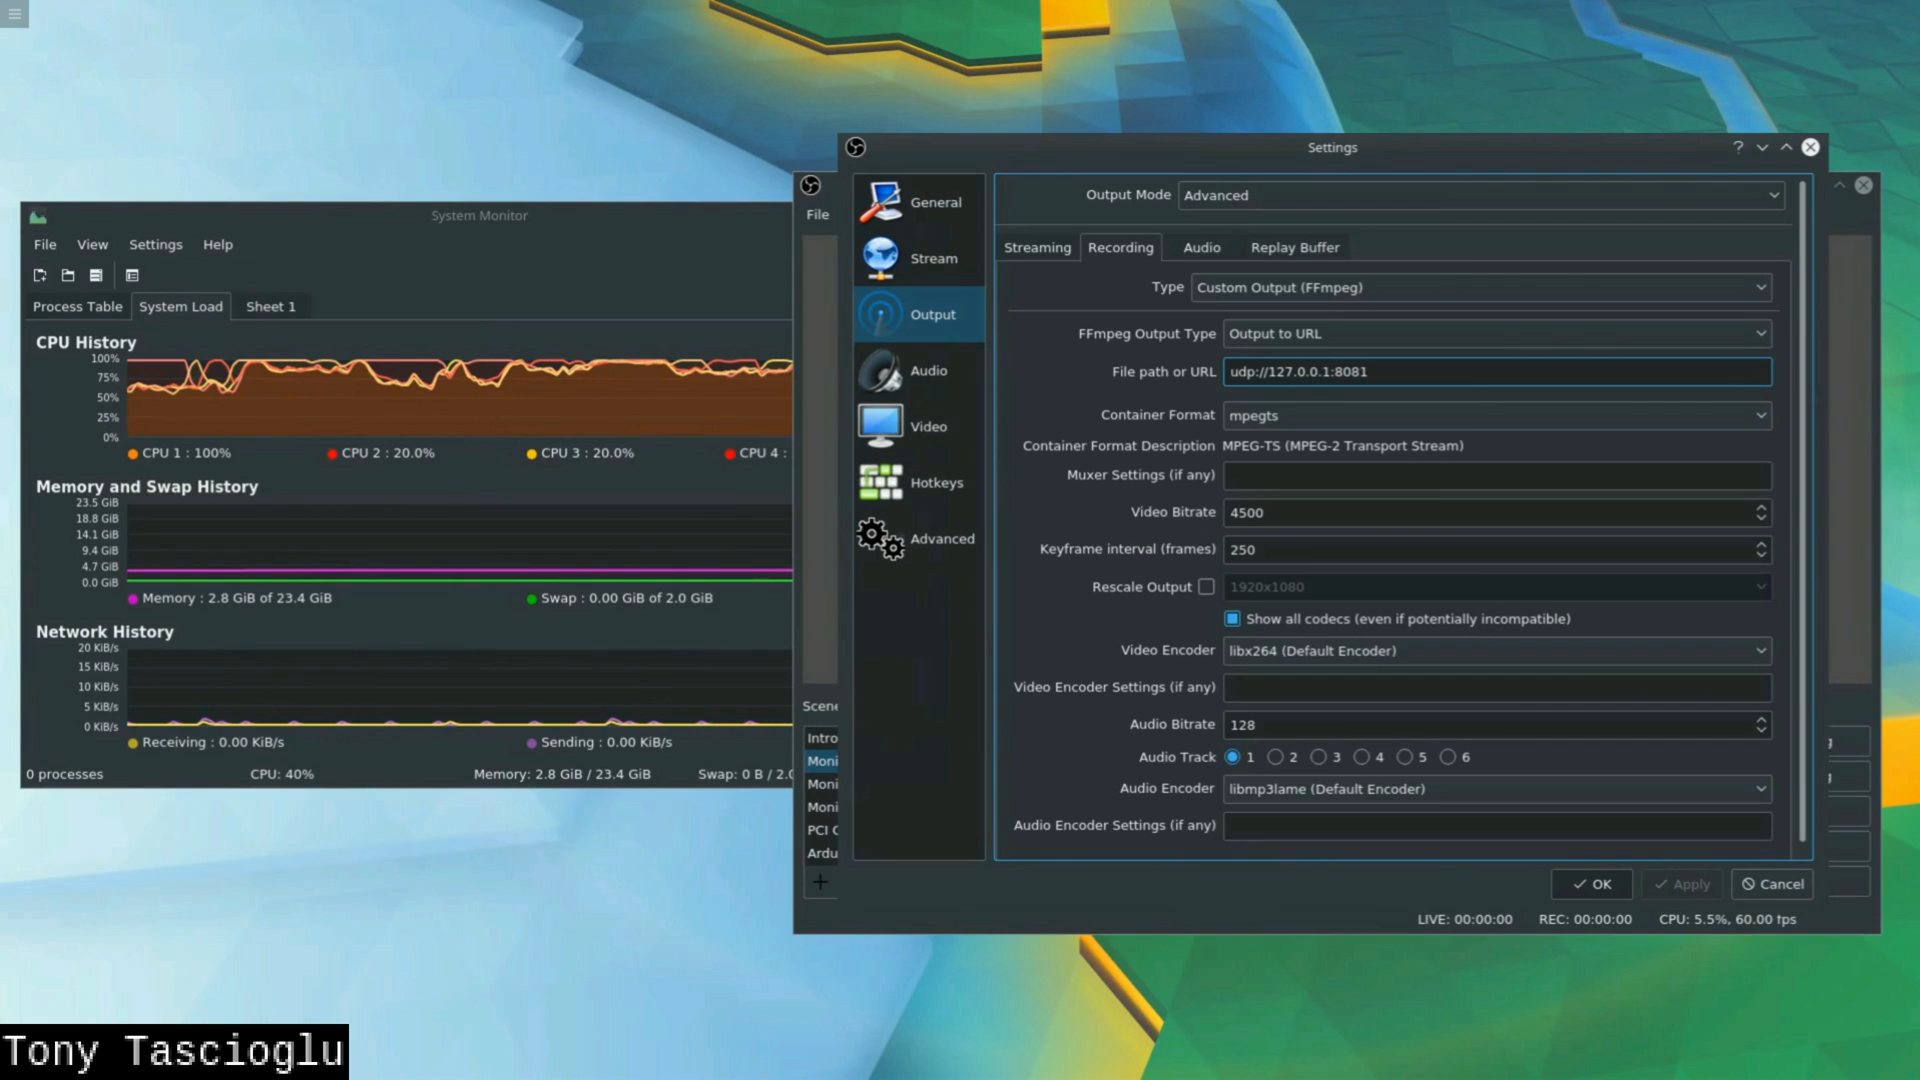 System Monitor
File View Settings Help
Process Table System Load Sheet 1
CPU History
100%
75%
50%
25%
0%
CPU 1 : 100% CPU 2 : 20.0% CPU 3 : 20.0% CPU 4 :
Memory and Swap History
23.5 GiB
18.8 GiB
14.1 GiB
9.4 GiB
4.7 GiB
0.0 GiB
Memory : 2.8 GiB of 23.4 GiB Swap : 0.00 GiB of 2.0 GiB
Network History
20 KiB/s
15 KiB/s
10 KiB/s
5 KiB/s
0 KiB/s
Receiving : 0.00 KiB/s Sending : 0.00 KiB/s
0 processes CPU: 40% Memory: 2.8 GiB / 23.4 GiB Swap: 0 B / 2.0
File
Scene
Intro
Moni
Moni
Moni
PCI C
Ardu
Settings
General
Stream
Output
Audio
Video
Hotkeys
Advanced
Output Mode Advanced
Streaming Recording Audio Replay Buffer
Type Custom Output (FFmpeg)
FFmpeg Output Type Output to URL
File path or URL udp://127.0.0.1:8081
Container Format mpegts
Container Format Description MPEG-TS (MPEG-2 Transport Stream)
Muxer Settings (if any)
Video Bitrate 4500
Keyframe interval (frames) 250
Rescale Output 1920x1080
Show all codecs (even if potentially incompatible)
Video Encoder libx264 (Default Encoder)
Video Encoder Settings (if any)
Audio Bitrate 128
Audio Track 1 2 3 4 5 6
Audio Encoder libmp3lame (Default Encoder)
Audio Encoder Settings (if any)
OK Apply Cancel
LIVE: 00:00:00 REC: 00:00:00 CPU: 5.5%, 60.00 fps
Tony Tascioglu